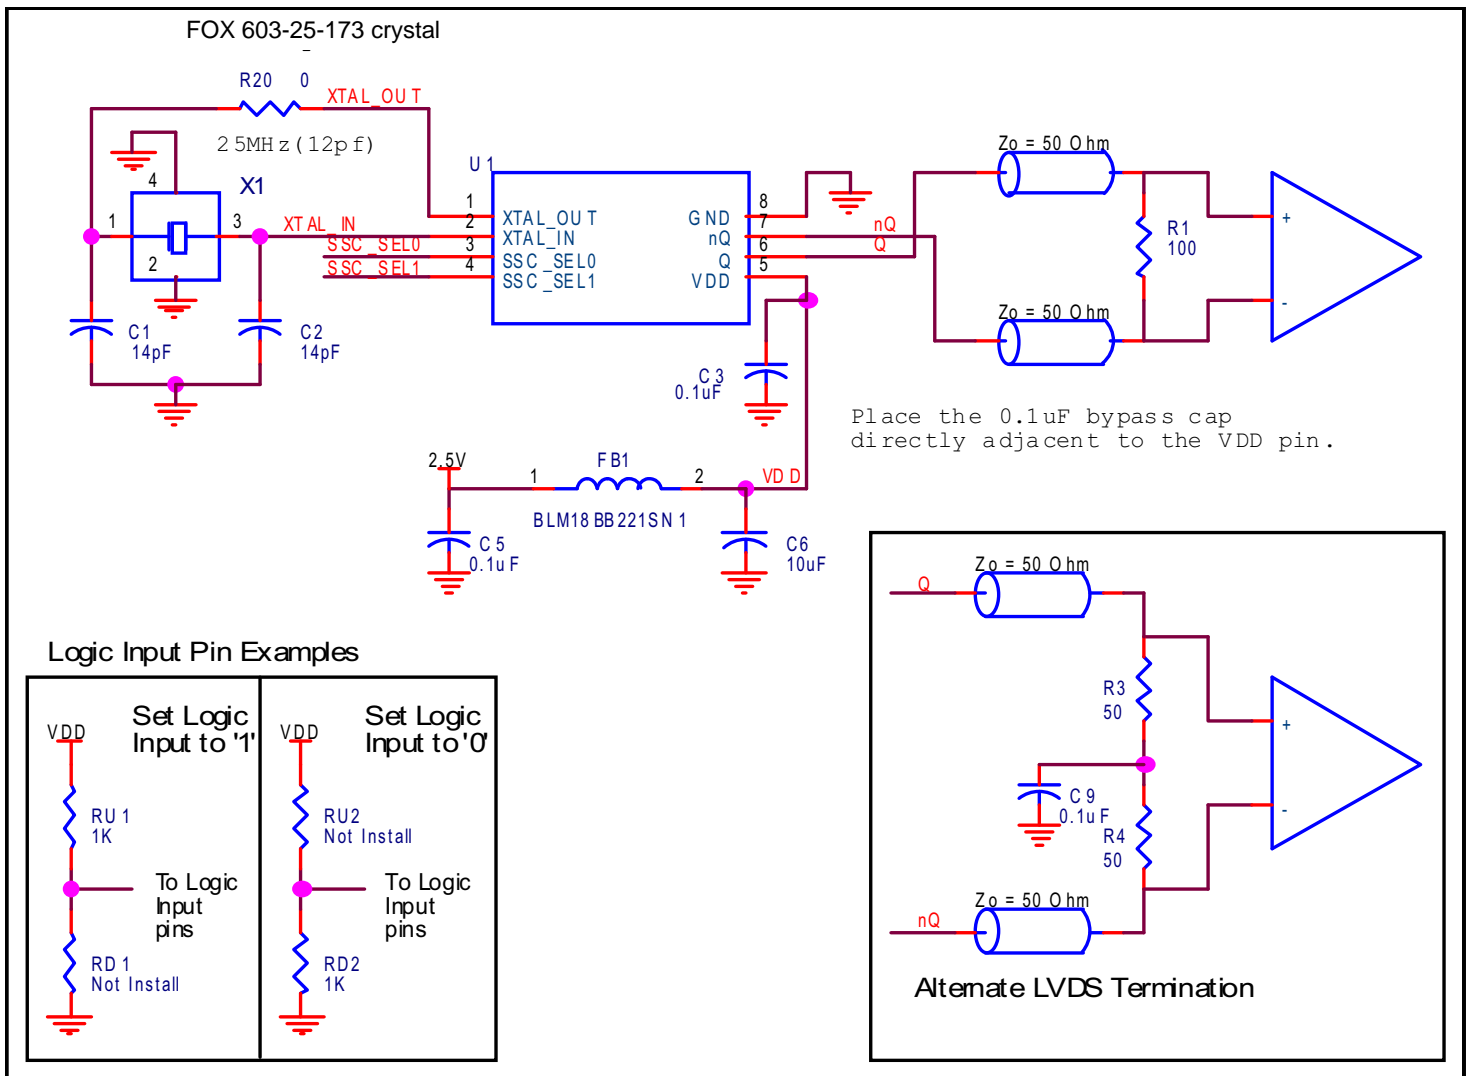 FOX 603-25-173 crystal
R20 0
XTAL_OUT
25MHz(12pf)
4
X1
1
3
2
XTAL_IN
SSC_SEL0
SSC_SEL1
C1
14pF
C2
14pF
U1
1
2
3
4
XTAL_OUT
XTAL_IN
SSC_SEL0
SSC_SEL1
GND
nQ
Q
VDD
8
7
6
5
nQ
Q
Zo = 50 Ohm
Zo = 50 Ohm
R1
100
+
-
C3
0.1uF
Place the 0.1uF bypass cap
directly adjacent to the VDD pin.
2.5V
1
FB1
2
VDD
BLM18BB221SN1
C5
0.1uF
C6
10uF
Logic Input Pin Examples
VDD
Set Logic
Input to '1'
RU1
1K
To Logic
Input
pins
RD1
Not Install
VDD
Set Logic
Input to '0'
RU2
Not Install
To Logic
Input
pins
RD2
1K
Q
Zo = 50 Ohm
R3
50
C9
0.1uF
R4
50
+
-
nQ
Zo = 50 Ohm
Alternate LVDS Termination